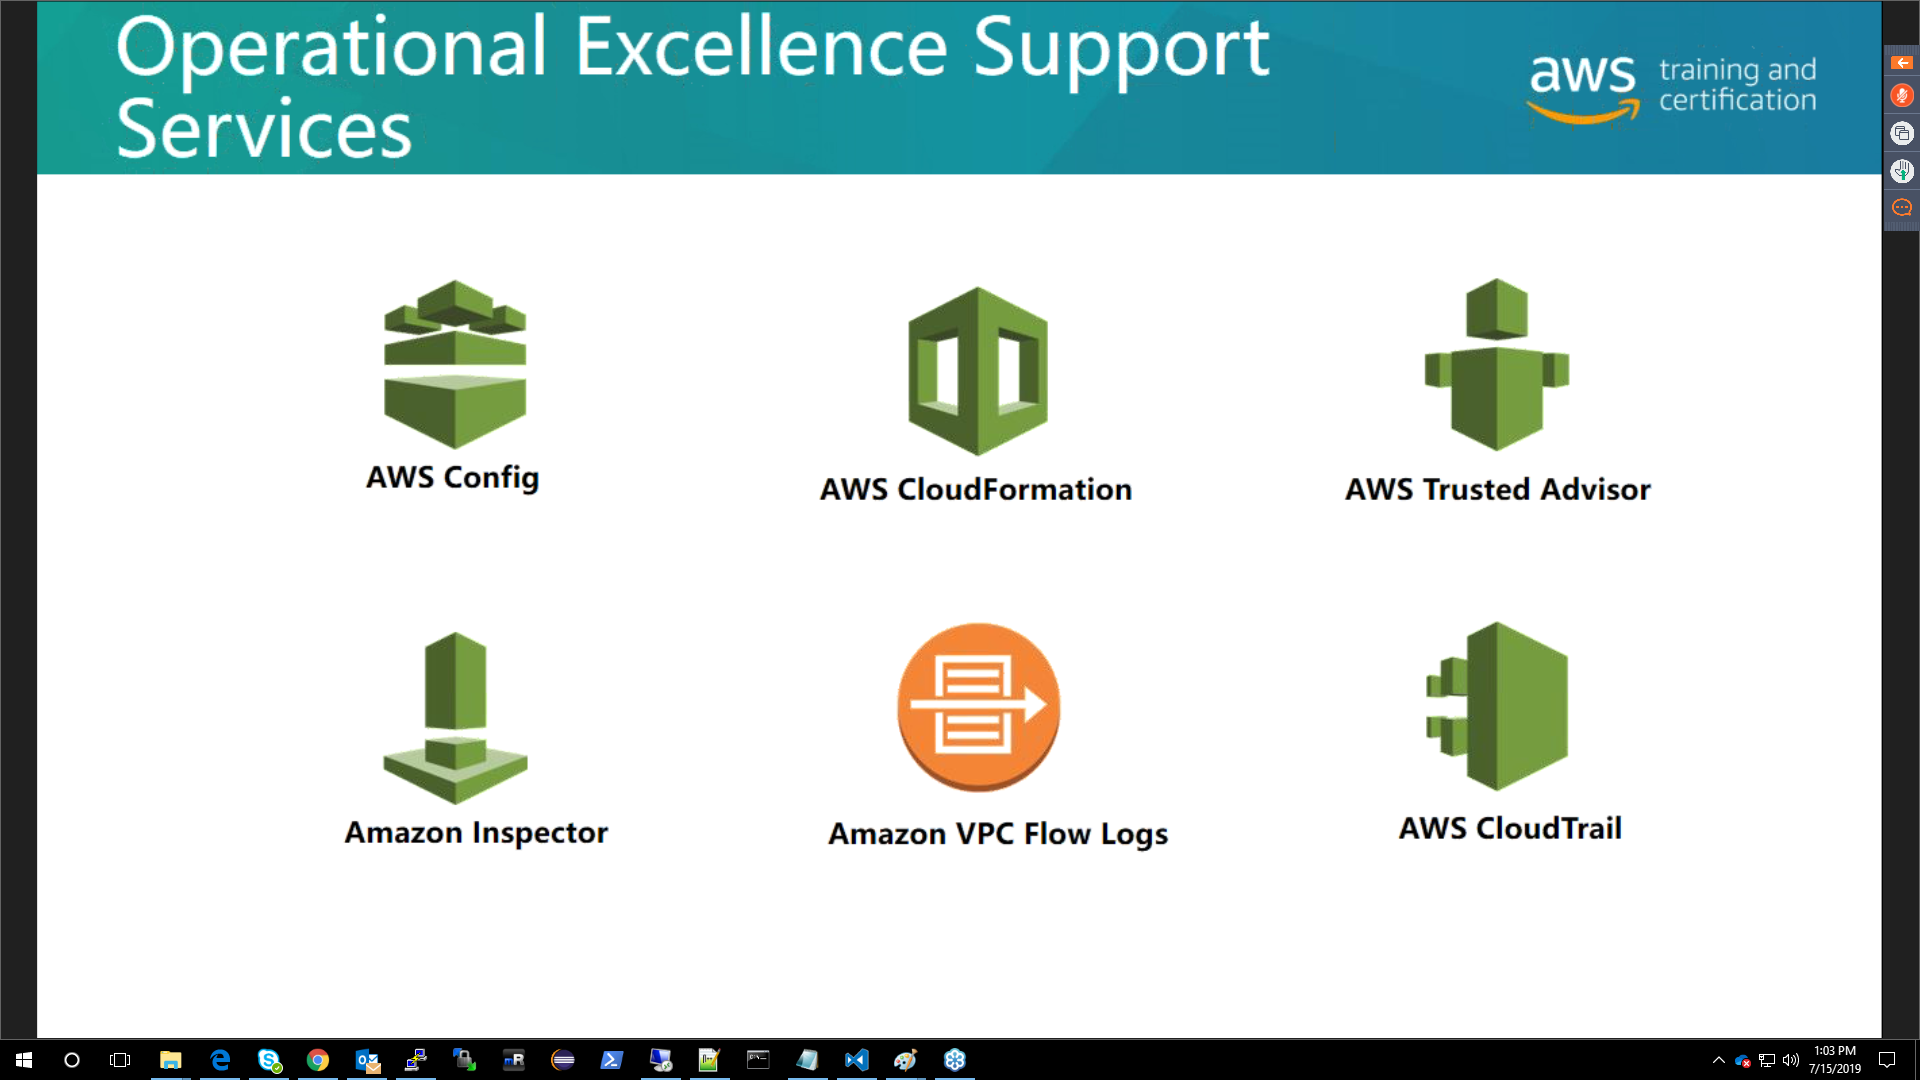 Operational Excellence Support
Services
aws training and
certification
AWS Config
AWS CloudFormation
AWS Trusted Advisor
Amazon Inspector
Amazon VPC Flow Logs
AWS CloudTrail
1:03 PM
7/15/2019